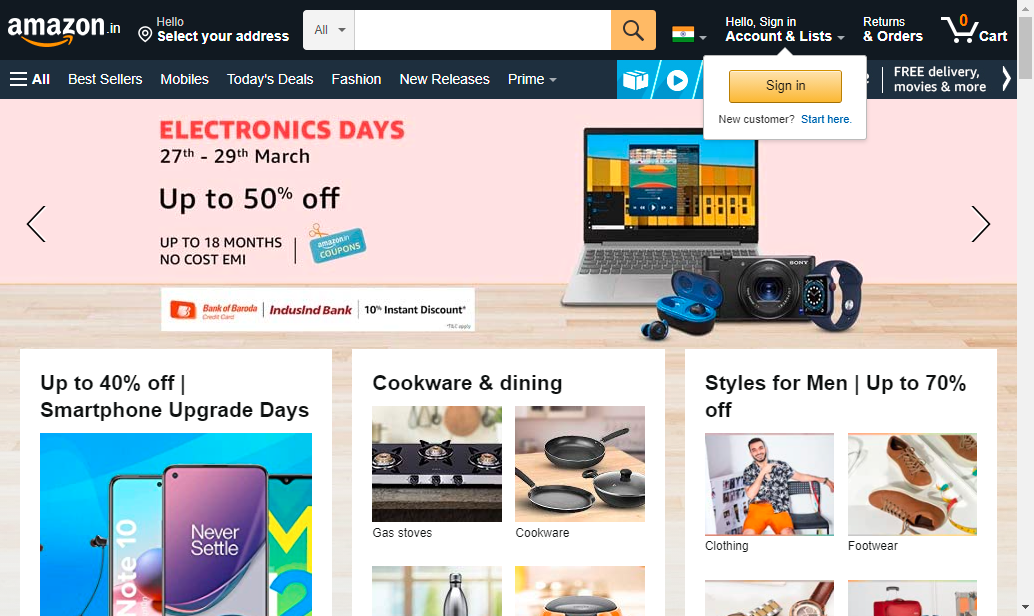 amazon.in
Hello
Select your address
All
Hello, Sign in
Account & Lists
Returns
& Orders
0
Cart
All
Best Sellers
Mobiles
Today's Deals
Fashion
New Releases
Prime
FREE delivery,
movies & more
Sign in
New customer? Start here.
ELECTRONICS DAYS
27th - 29th March
Up to 50% off
UP TO 18 MONTHS
NO COST EMI
amazon.in
COUPONS
Bank of Baroda
Credit Card
IndusInd Bank
10% Instant Discount*
*T&C apply
SONY
Up to 40% off |
Smartphone Upgrade Days
Note 10
Never
Settle
Cookware & dining
Gas stoves
Cookware
Styles for Men | Up to 70%
off
Clothing
Footwear